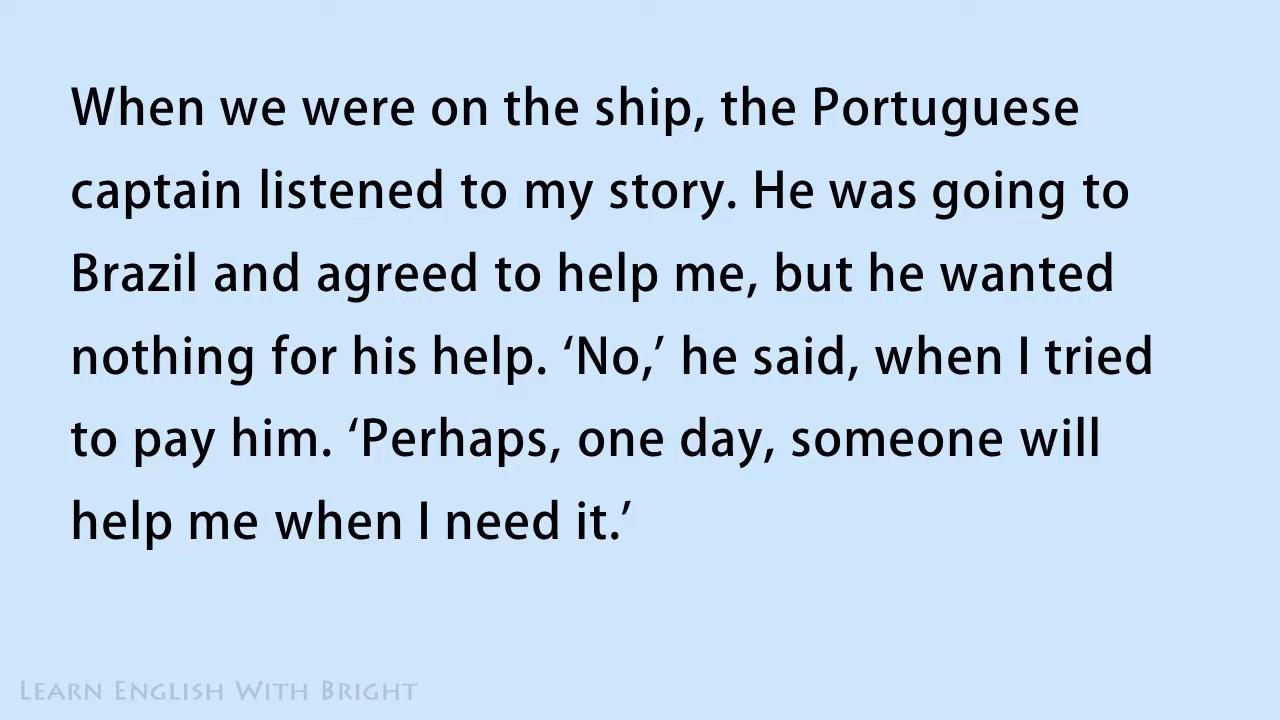 When we were on the ship, the Portuguese
captain listened to my story. He was going to
Brazil and agreed to help me, but he wanted
nothing for his help. ‘No,’ he said, when I tried
to pay him. ‘Perhaps, one day, someone will
help me when I need it.’
LEARN ENGLISH WITH BRIGHT